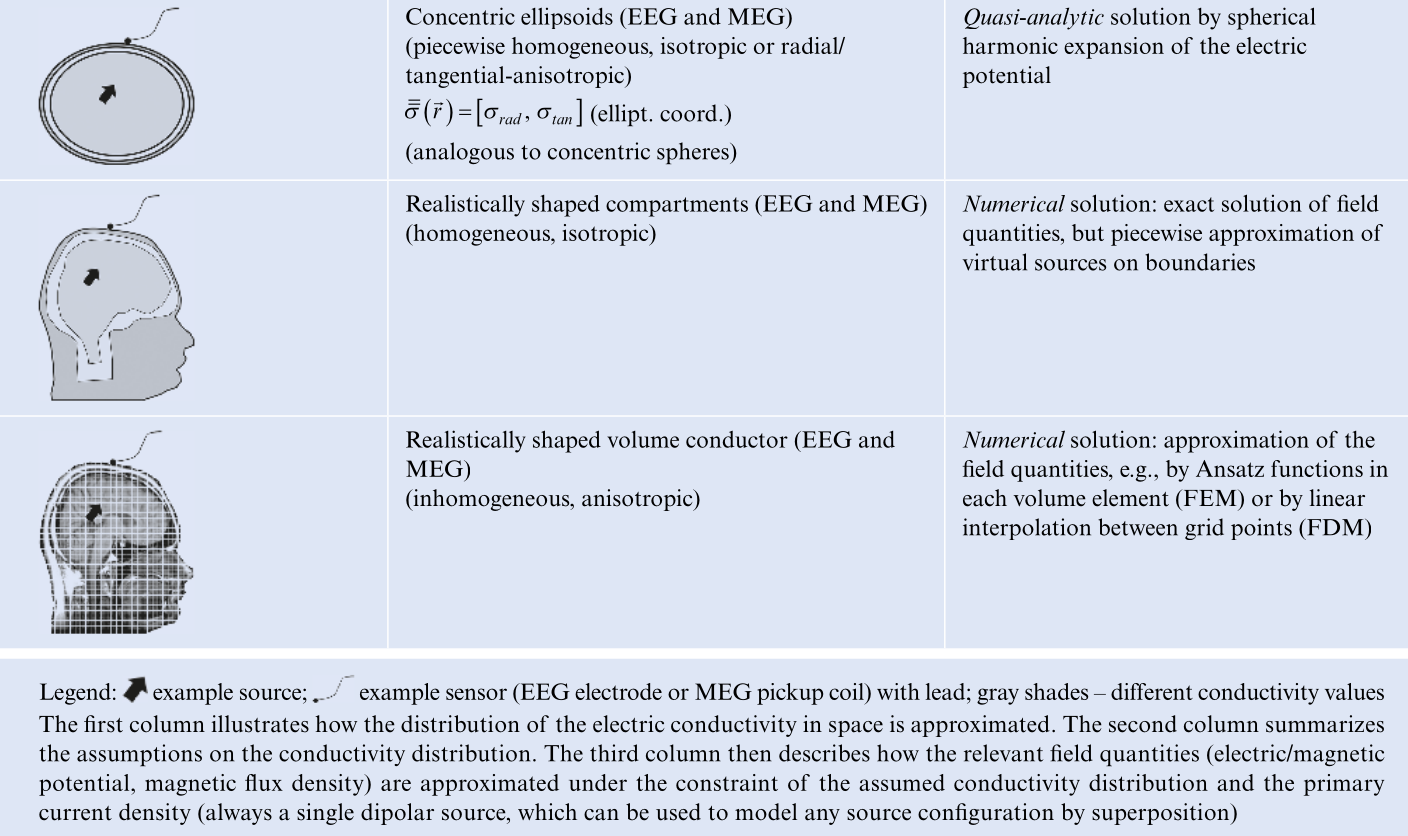 Concentric ellipsoids (EEG and MEG)
(piecewise homogeneous, isotropic or radial/
tangential-anisotropic)
σ̿(r⃗) = [σ_rad, σ_tan] (ellipt. coord.)
(analogous to concentric spheres)
Quasi-analytic solution by spherical
harmonic expansion of the electric
potential
Realistically shaped compartments (EEG and MEG)
(homogeneous, isotropic)
Numerical solution: exact solution of field
quantities, but piecewise approximation of
virtual sources on boundaries
Realistically shaped volume conductor (EEG and
MEG)
(inhomogeneous, anisotropic)
Numerical solution: approximation of the
field quantities, e.g., by Ansatz functions in
each volume element (FEM) or by linear
interpolation between grid points (FDM)
Legend: example source; example sensor (EEG electrode or MEG pickup coil) with lead; gray shades – different conductivity values
The first column illustrates how the distribution of the electric conductivity in space is approximated. The second column summarizes
the assumptions on the conductivity distribution. The third column then describes how the relevant field quantities (electric/magnetic
potential, magnetic flux density) are approximated under the constraint of the assumed conductivity distribution and the primary
current density (always a single dipolar source, which can be used to model any source configuration by superposition)